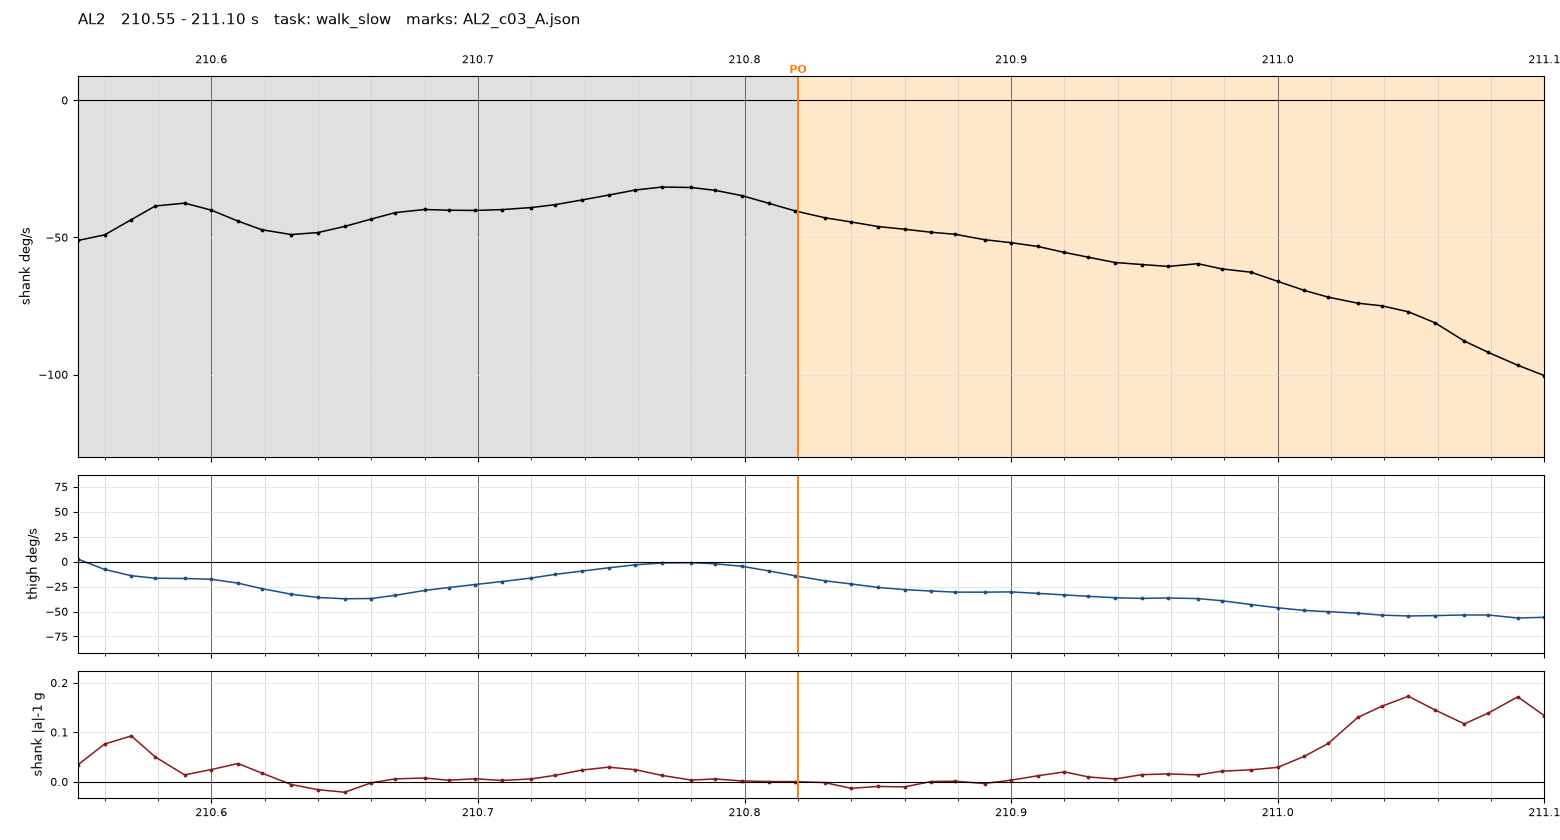 AL2   210.55 - 211.10 s   task: walk_slow   marks: AL2_c03_A.json
210.6 210.7 210.8 210.9 211.0 211.1
PO
0
−50
−100
shank deg/s
75
50
25
0
−25
−50
−75
thigh deg/s
0.2
0.1
0.0
shank |a|-1 g
210.6 210.7 210.8 210.9 211.0 211.1